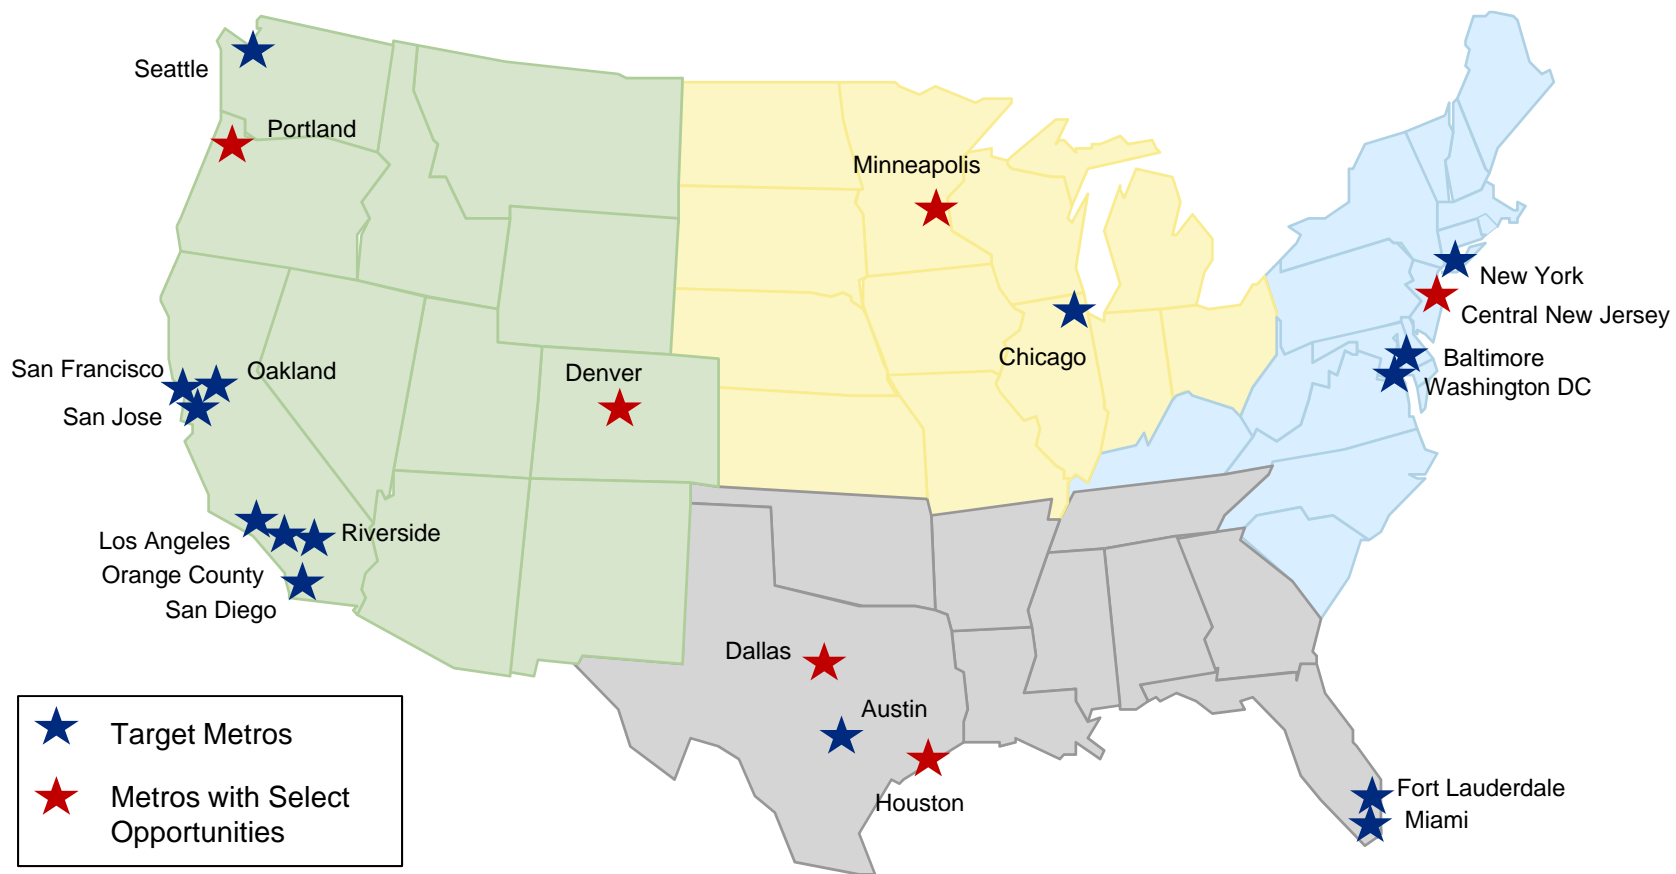 Seattle
Portland
Minneapolis
New York
Central New Jersey
Chicago
Baltimore
Washington DC
San Francisco
Oakland
San Jose
Denver
Los Angeles
Riverside
Orange County
San Diego
Dallas
Austin
Houston
Fort Lauderdale
Miami
Target Metros
Metros with Select
Opportunities